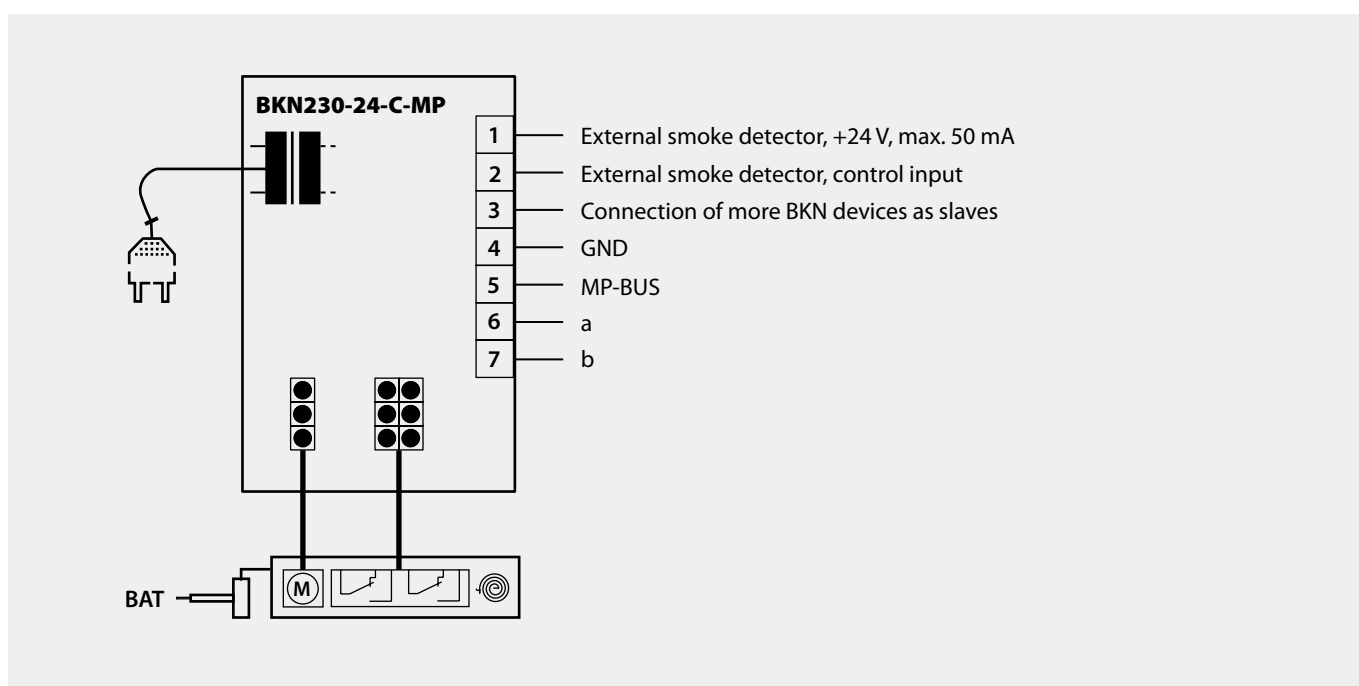 BKN230-24-C-MP
1 External smoke detector, +24 V, max. 50 mA
2 External smoke detector, control input
3 Connection of more BKN devices as slaves
4 GND
5 MP-BUS
6 a
7 b
BAT
M